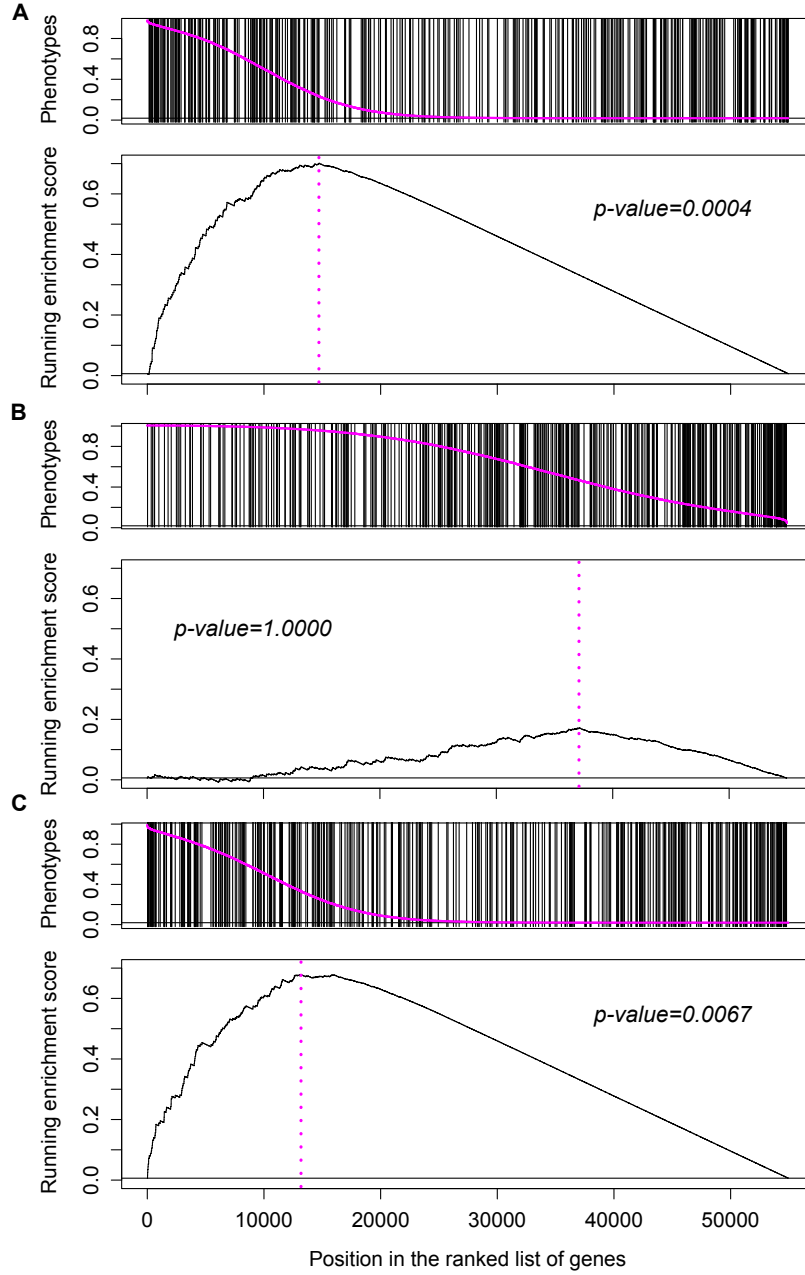 A
Phenotypes
0.0 0.4 0.8
Running enrichment score
0.0 0.2 0.4 0.6
p-value=0.0004
B
Phenotypes
0.0 0.4 0.8
Running enrichment score
0.0 0.2 0.4 0.6
p-value=1.0000
C
Phenotypes
0.0 0.4 0.8
Running enrichment score
0.0 0.2 0.4 0.6
p-value=0.0067
0 10000 20000 30000 40000 50000
Position in the ranked list of genes